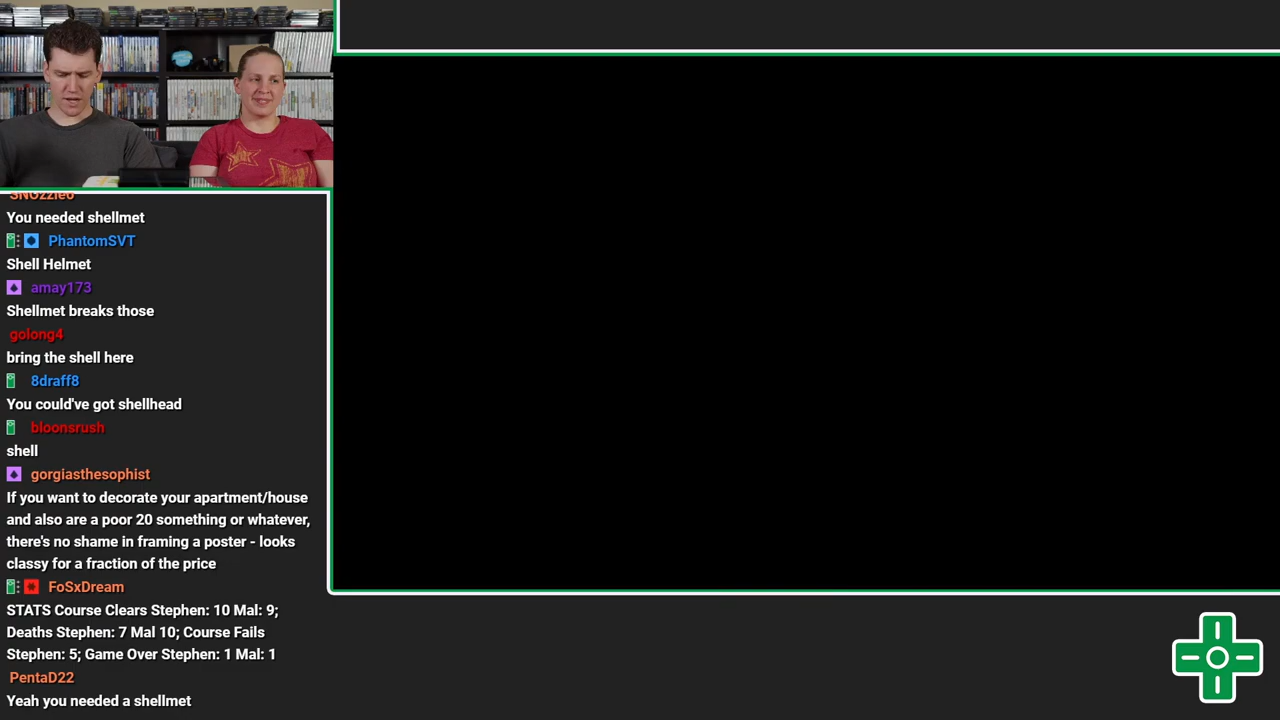 You needed shellmet
PhantomSVT
Shell Helmet
amay173
Shellmet breaks those
golong4
bring the shell here
8draff8
You could've got shellhead
bloonsrush
shell
gorgiasthesophist
If you want to decorate your apartment/house
and also are a poor 20 something or whatever,
there's no shame in framing a poster - looks
classy for a fraction of the price
FoSxDream
STATS Course Clears Stephen: 10 Mal: 9;
Deaths Stephen: 7 Mal 10; Course Fails
Stephen: 5; Game Over Stephen: 1 Mal: 1
PentaD22
Yeah you needed a shellmet